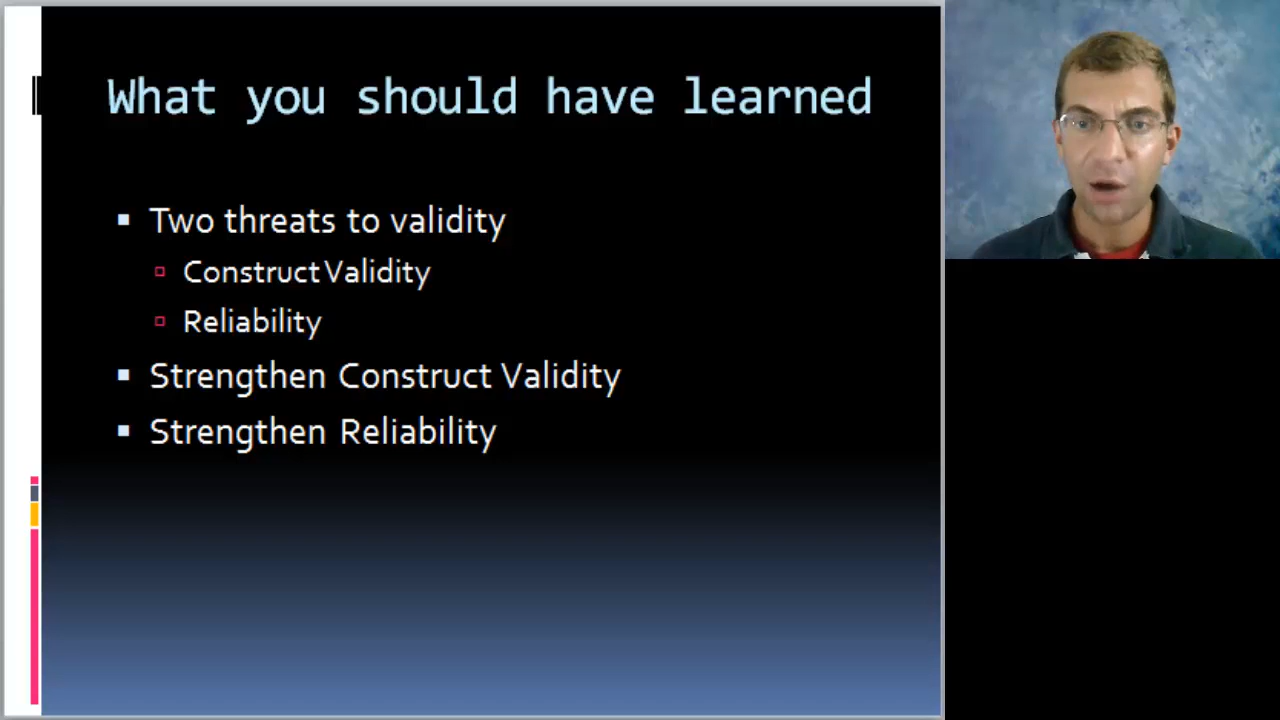 What you should have learned
Two threats to validity
Construct Validity
Reliability
Strengthen Construct Validity
Strengthen Reliability